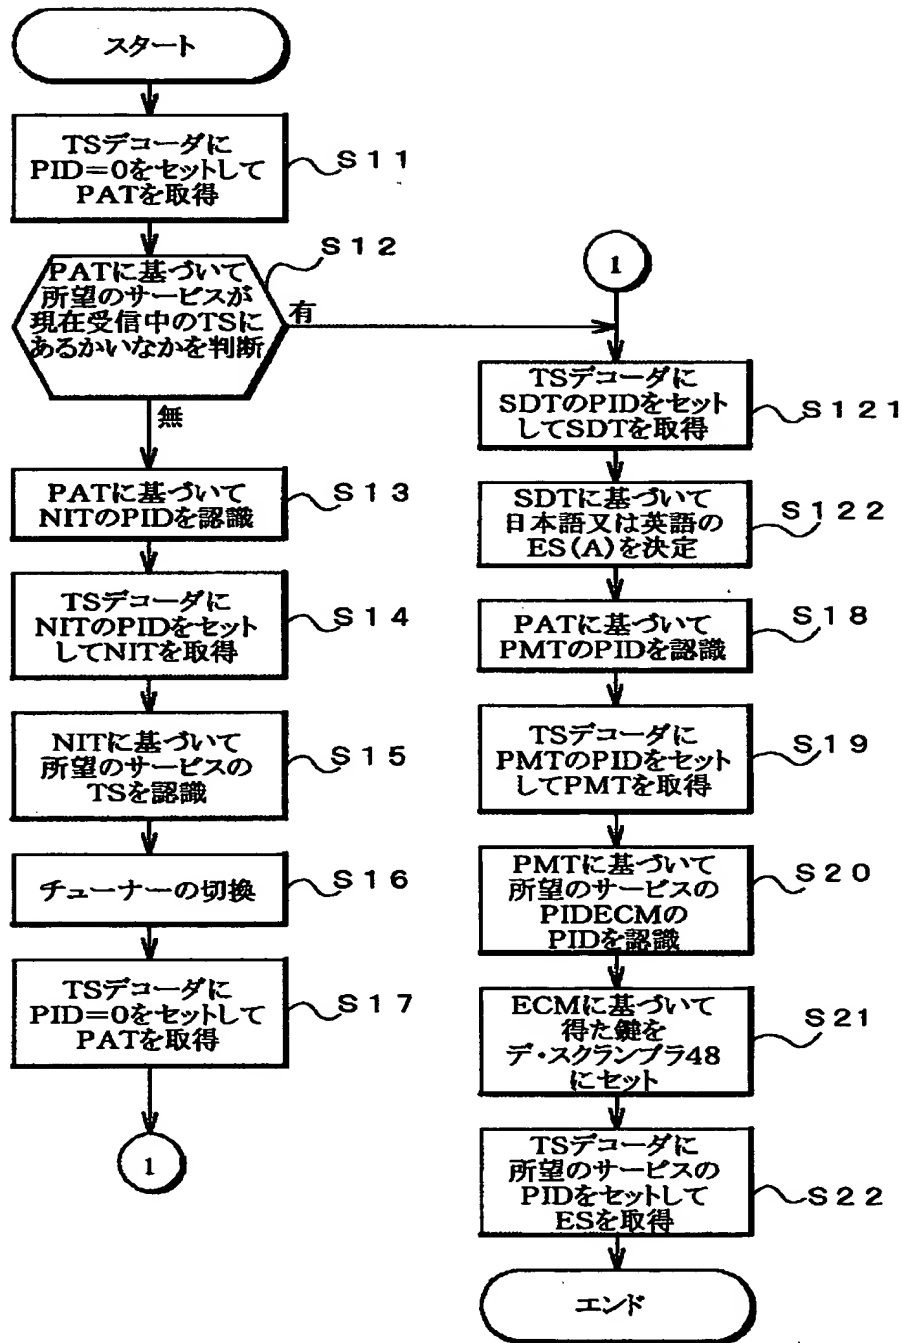 スタート
TSデコーダに
PID=0をセットして
PATを取得
S11
PATに基づいて
所望のサービスが
現在受信中のTSに
あるかいなかを判断
S12
有
無
PATに基づいて
NITのPIDを認識
S13
TSデコーダに
NITのPIDをセット
してNITを取得
S14
NITに基づいて
所望のサービスの
TSを認識
S15
チューナーの切換
S16
TSデコーダに
PID=0をセットして
PATを取得
S17
1
1
TSデコーダに
SDTのPIDをセット
してSDTを取得
S121
SDTに基づいて
日本語又は英語の
ES(A)を決定
S122
PATに基づいて
PMTのPIDを認識
S18
TSデコーダに
PMTのPIDをセット
してPMTを取得
S19
PMTに基づいて
所望のサービスの
PIDECMの
PIDを認識
S20
ECMに基づいて
得た鍵を
デ・スクランブラ48
にセット
S21
TSデコーダに
所望のサービスの
PIDをセットして
ESを取得
S22
エンド